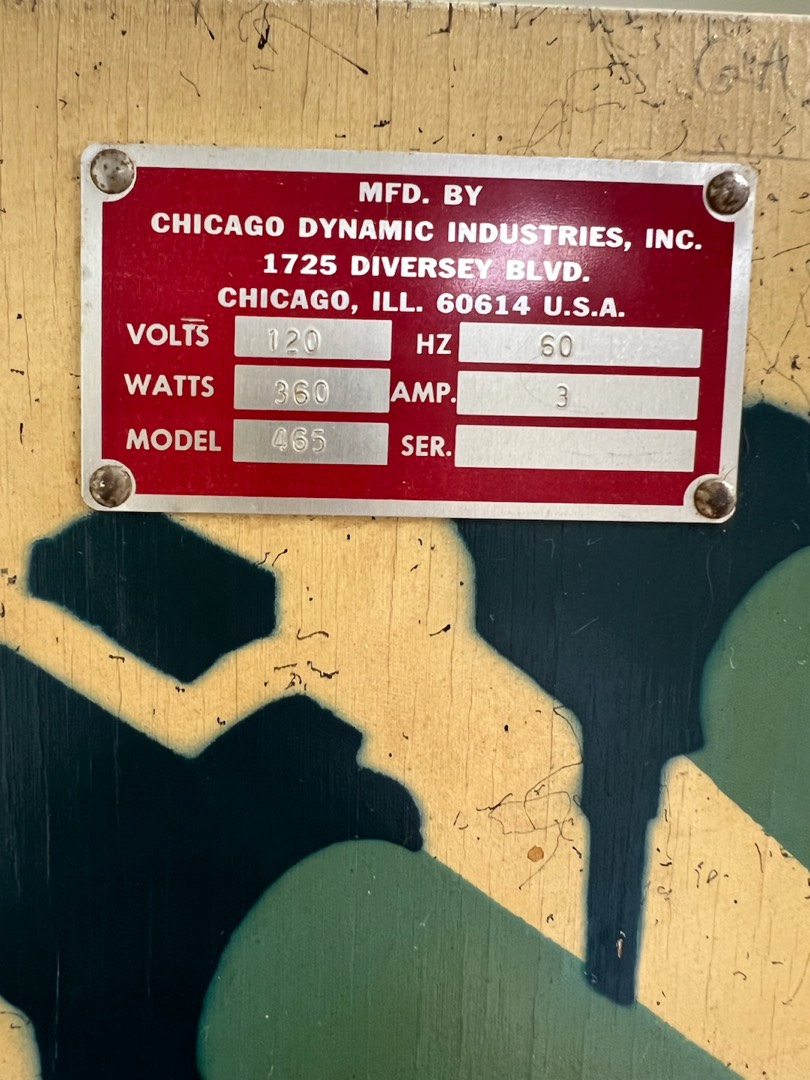 MFD. BY
CHICAGO DYNAMIC INDUSTRIES, INC.
1725 DIVERSEY BLVD.
CHICAGO, ILL. 60614 U.S.A.
VOLTS 120 HZ 60
WATTS 360 AMP. 3
MODEL 465 SER.